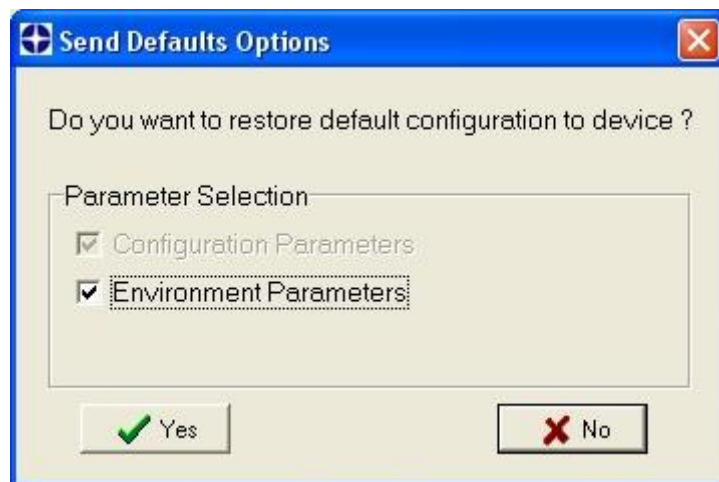 Send Defaults Options
Do you want to restore default configuration to device ?
Parameter Selection
Configuration Parameters
Environment Parameters
Yes
No